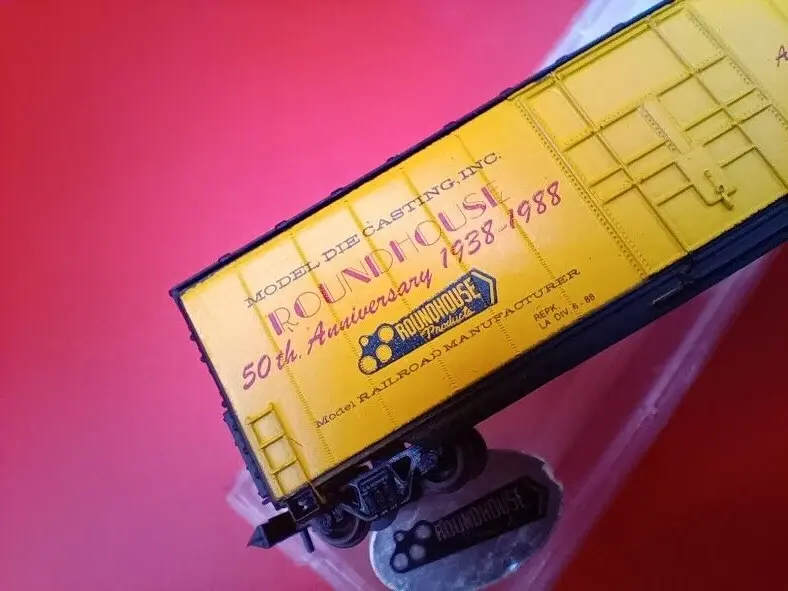 MODEL DIE CASTING, INC.
ROUNDHOUSE
50th. Anniversary 1938-1988
ROUNDHOUSE
Products
Model RAILROAD MANUFACTURER
REPK
LA DIV 6-88
A
ROUNDHOUSE